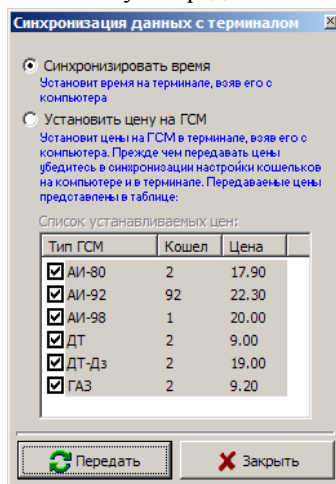 Синхронизация данных с терминалом
Синхронизировать время
Установит время на терминале, взяв его с
компьютера
Установить цену на ГСМ
Установит цены на ГСМ в терминале, взяв его с
компьютера. Прежде чем передавать цены
убедитесь в синхронизации настройки кошельков
на компьютере и в терминале. Передаваемые цены
представлены в таблице:
Список устанавливаемых цен:
Тип ГСМ Кошел Цена
АИ-80 2 17.90
АИ-92 92 22.30
АИ-98 1 20.00
ДТ 2 9.00
ДТ-Дз 2 19.00
ГАЗ 2 9.20
Передать Закрыть